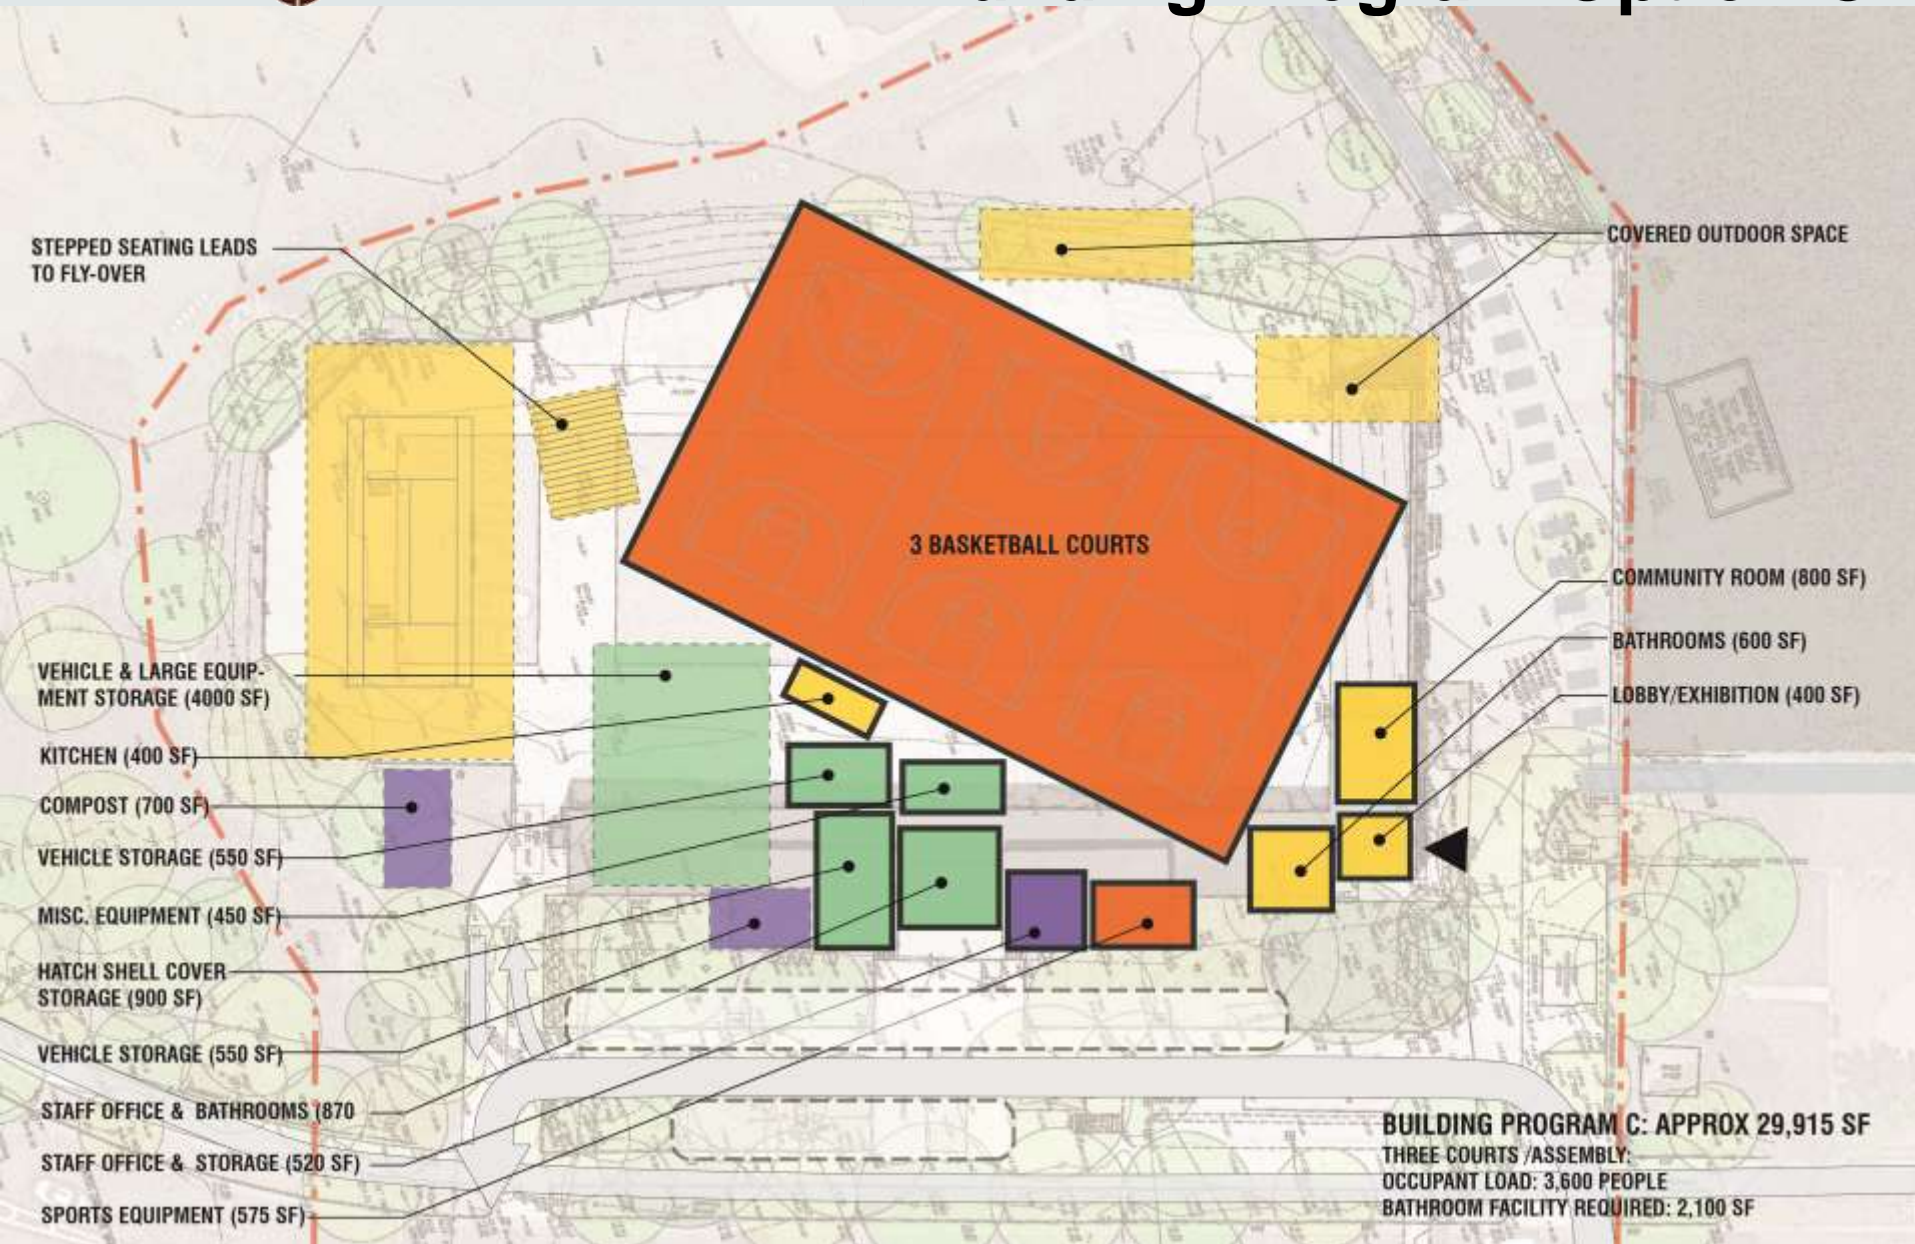 STEPPED SEATING LEADS
TO FLY-OVER
COVERED OUTDOOR SPACE
3 BASKETBALL COURTS
COMMUNITY ROOM (800 SF)
BATHROOMS (600 SF)
LOBBY/EXHIBITION (400 SF)
VEHICLE & LARGE EQUIP-
MENT STORAGE (4000 SF)
KITCHEN (400 SF)
COMPOST (700 SF)
VEHICLE STORAGE (550 SF)
MISC. EQUIPMENT (450 SF)
HATCH SHELL COVER
STORAGE (900 SF)
VEHICLE STORAGE (550 SF)
STAFF OFFICE & BATHROOMS (870
STAFF OFFICE & STORAGE (520 SF)
SPORTS EQUIPMENT (575 SF)
BUILDING PROGRAM C: APPROX 29,915 SF
THREE COURTS /ASSEMBLY:
OCCUPANT LOAD: 3,600 PEOPLE
BATHROOM FACILITY REQUIRED: 2,100 SF